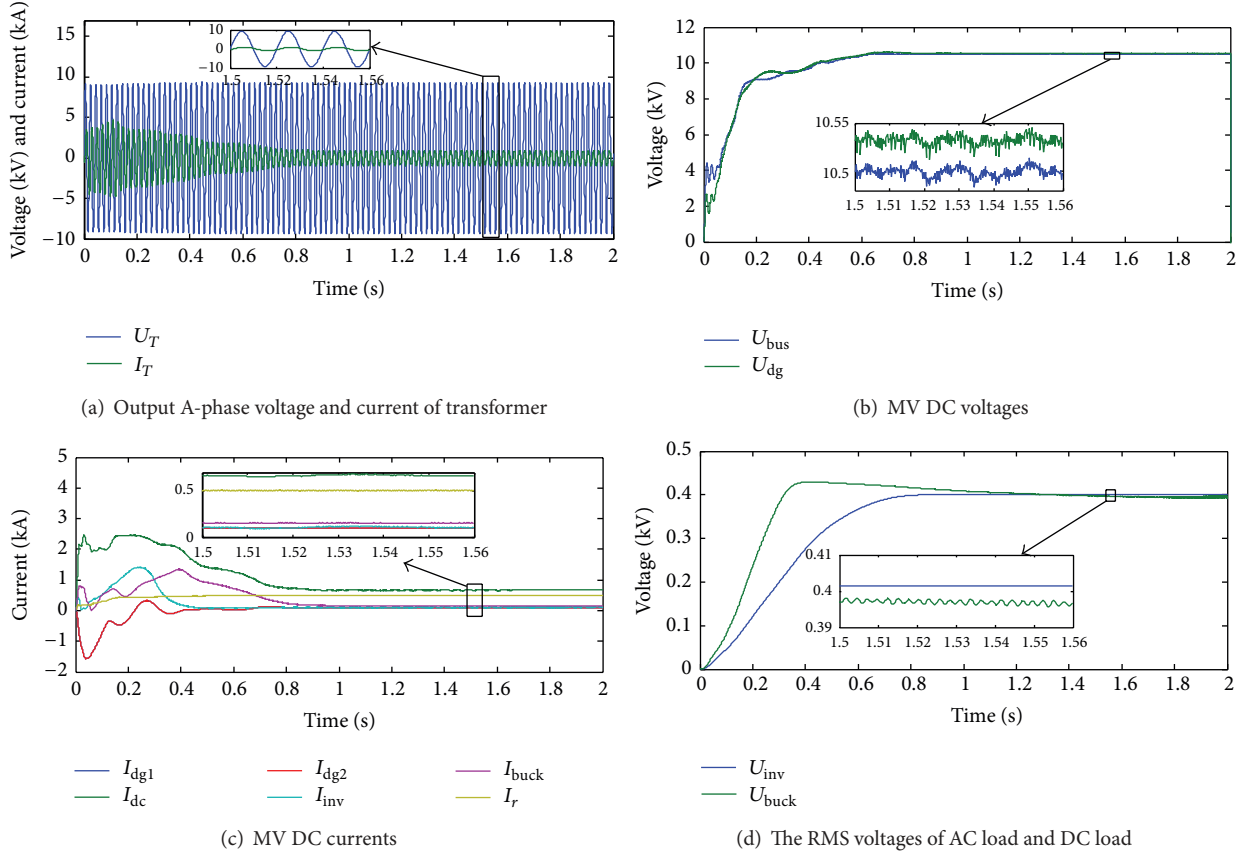 Voltage (kV) and current (kA)
15
10
5
0
−5
−10
10
0
−10
1.5 1.52 1.54 1.56
0 0.2 0.4 0.6 0.8 1 1.2 1.4 1.6 1.8 2
Time (s)
U_T
I_T
(a) Output A-phase voltage and current of transformer
Voltage (kV)
12
10
8
6
4
2
0
10.55
10.5
1.5 1.51 1.52 1.53 1.54 1.55 1.56
0 0.2 0.4 0.6 0.8 1 1.2 1.4 1.6 1.8 2
Time (s)
U_bus
U_dg
(b) MV DC voltages
Current (kA)
5
4
3
2
1
0
−1
−2
0.5
0
1.5 1.51 1.52 1.53 1.54 1.55 1.56
0 0.2 0.4 0.6 0.8 1 1.2 1.4 1.6 1.8 2
Time (s)
I_dg1 I_dg2 I_buck
I_dc I_inv I_r
(c) MV DC currents
Voltage (kV)
0.5
0.4
0.3
0.2
0.1
0
0.41
0.4
0.39
1.5 1.51 1.52 1.53 1.54 1.55 1.56
0 0.2 0.4 0.6 0.8 1 1.2 1.4 1.6 1.8 2
Time (s)
U_inv
U_buck
(d) The RMS voltages of AC load and DC load